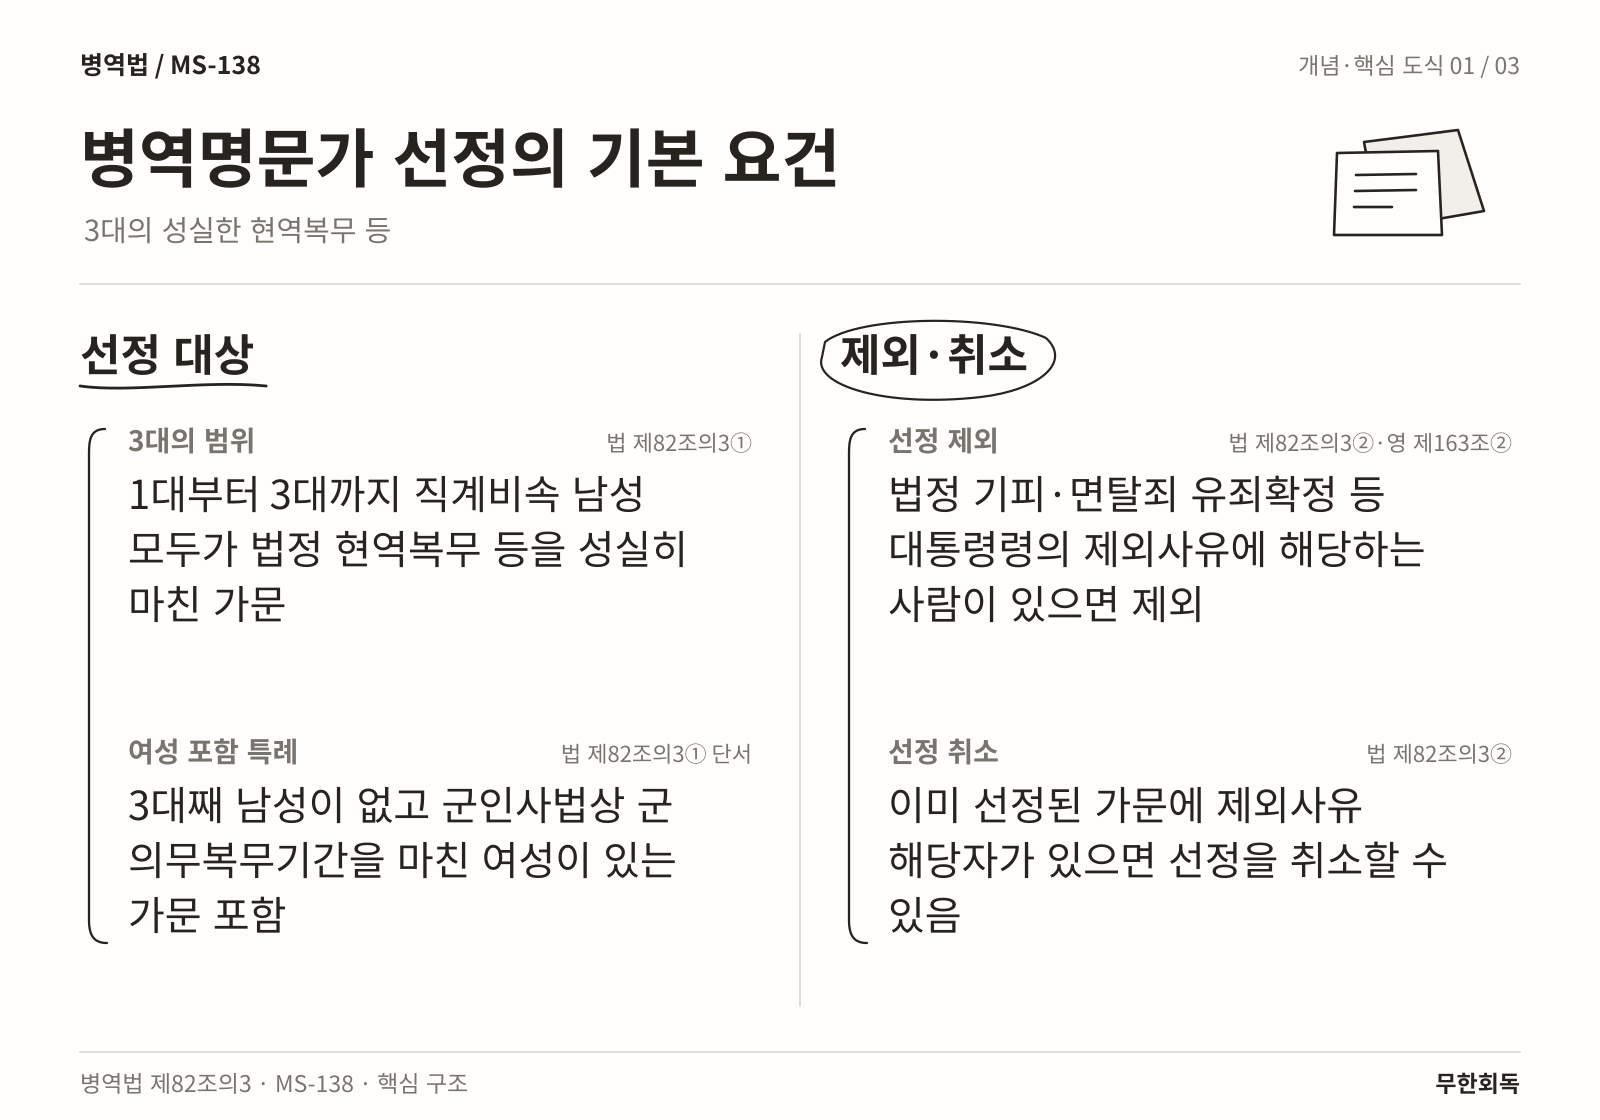 병역법 / MS-138
개념·핵심 도식 01 / 03
병역명문가 선정의 기본 요건
3대의 성실한 현역복무 등
선정 대상
3대의 범위
법 제82조의3①
1대부터 3대까지 직계비속 남성
모두가 법정 현역복무 등을 성실히
마친 가문
여성 포함 특례
법 제82조의3① 단서
3대째 남성이 없고 군인사법상 군
의무복무기간을 마친 여성이 있는
가문 포함
제외·취소
선정 제외
법 제82조의3②·영 제163조②
법정 기피·면탈죄 유죄확정 등
대통령령의 제외사유에 해당하는
사람이 있으면 제외
선정 취소
법 제82조의3②
이미 선정된 가문에 제외사유
해당자가 있으면 선정을 취소할 수
있음
병역법 제82조의3 · MS-138 · 핵심 구조
무한회독